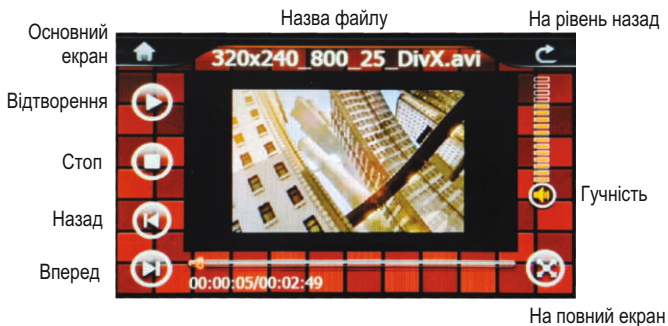 Назва файлу
На рівень назад
Основний
екран
320x240_800_25_DivX.avi
Відтворення
Стоп
Гучність
Назад
Вперед
00:00:05/00:02:49
На повний екран